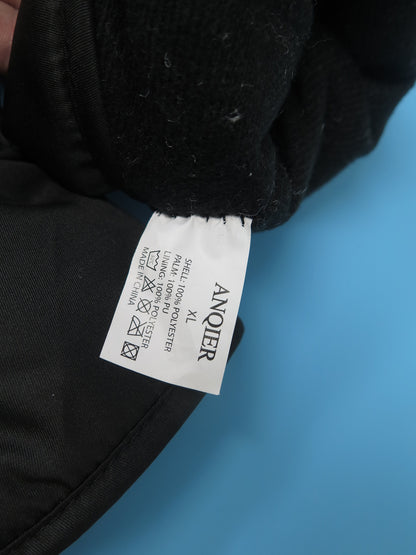 ANQIER
XL
SHELL: 100% POLYESTER
PALM: 100% PU
LINING: 100% POLYESTER
MADE IN CHINA